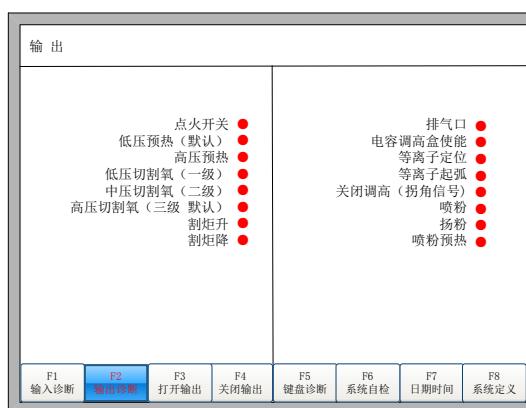 输 出
点火开关
低压预热（默认）
高压预热
低压切割氧（一级）
中压切割氧（二级）
高压切割氧（三级 默认）
割炬升
割炬降
排气口
电容调高盒使能
等离子定位
等离子起弧
关闭调高（拐角信号）
喷粉
扬粉
喷粉预热
F1 F2 F3 F4 F5 F6 F7 F8
输入诊断 输出诊断 打开输出 关闭输出 键盘诊断 系统自检 日期时间 系统定义